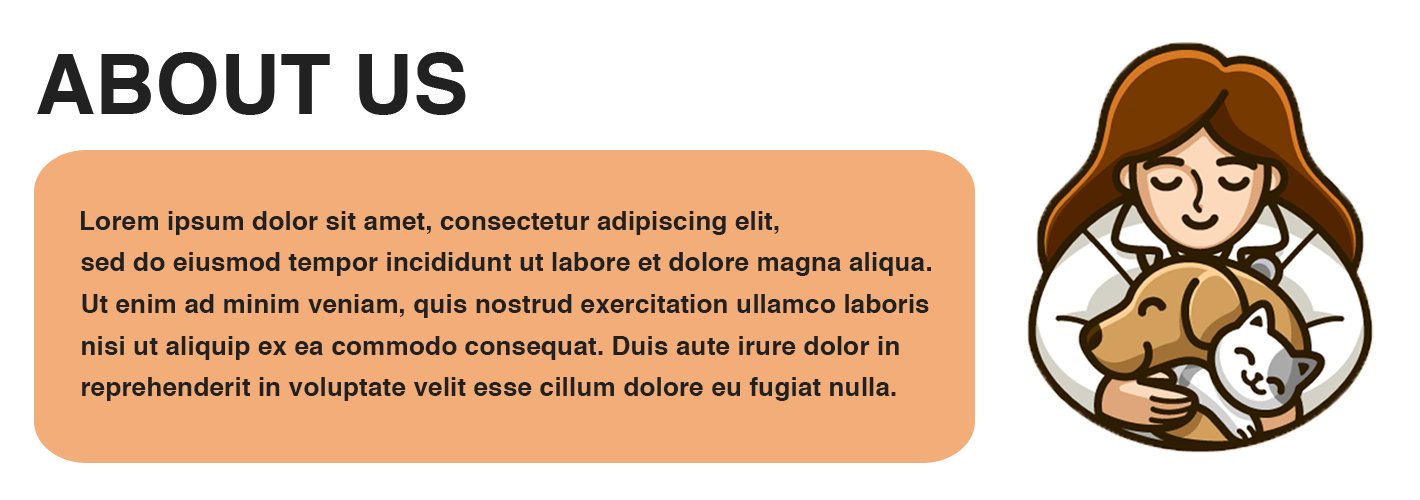 ABOUT US
Lorem ipsum dolor sit amet, consectetur adipiscing elit,
sed do eiusmod tempor incididunt ut labore et dolore magna aliqua.
Ut enim ad minim veniam, quis nostrud exercitation ullamco laboris
nisi ut aliquip ex ea commodo consequat. Duis aute irure dolor in
reprehenderit in voluptate velit esse cillum dolore eu fugiat nulla.